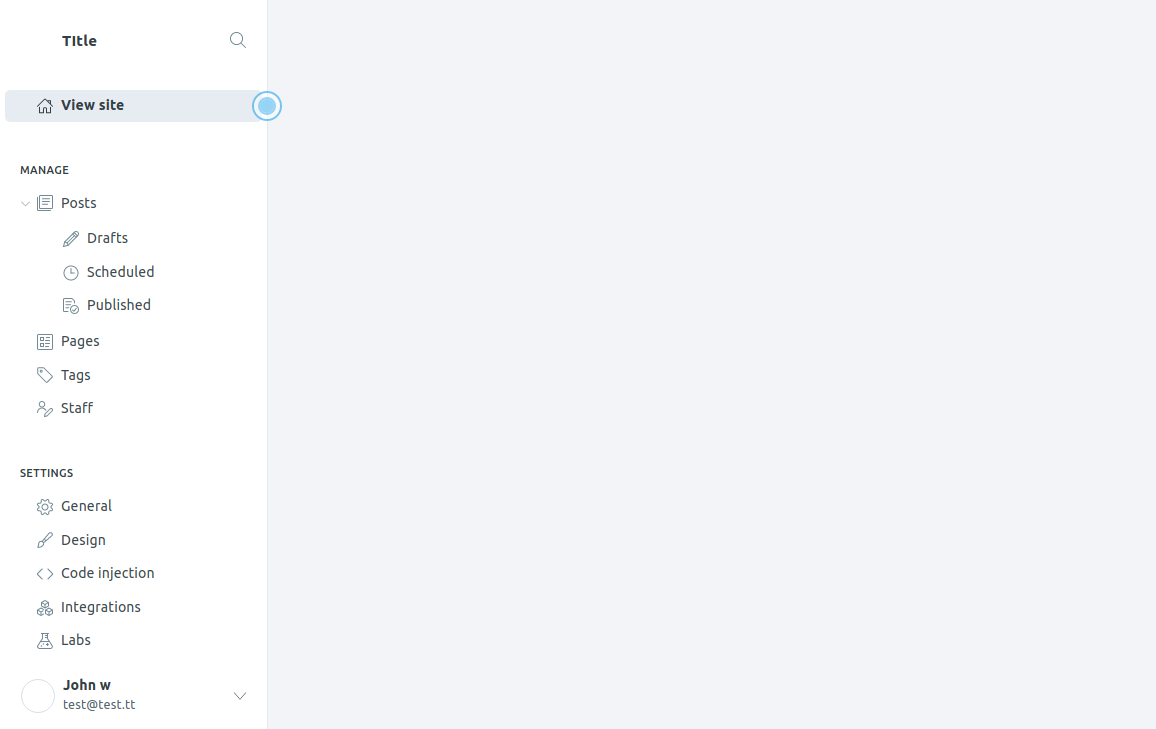 TItle
View site
MANAGE
Posts
Drafts
Scheduled
Published
Pages
Tags
Staff
SETTINGS
General
Design
Code injection
Integrations
Labs
John w
test@test.tt